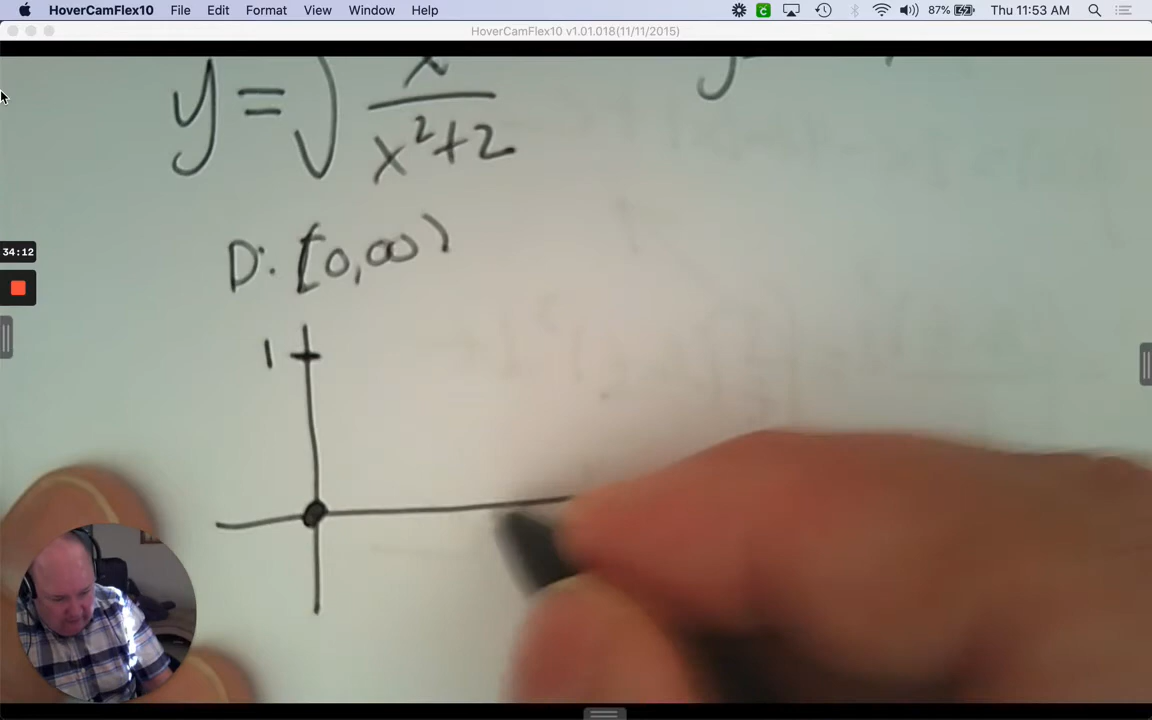 HoverCamFlex10 File Edit Format View Window Help 87% Thu 11:53 AM
HoverCamFlex10 v1.01.018(11/11/2015)
y = √ x / x²+2
D: [0,∞)
34:12
1